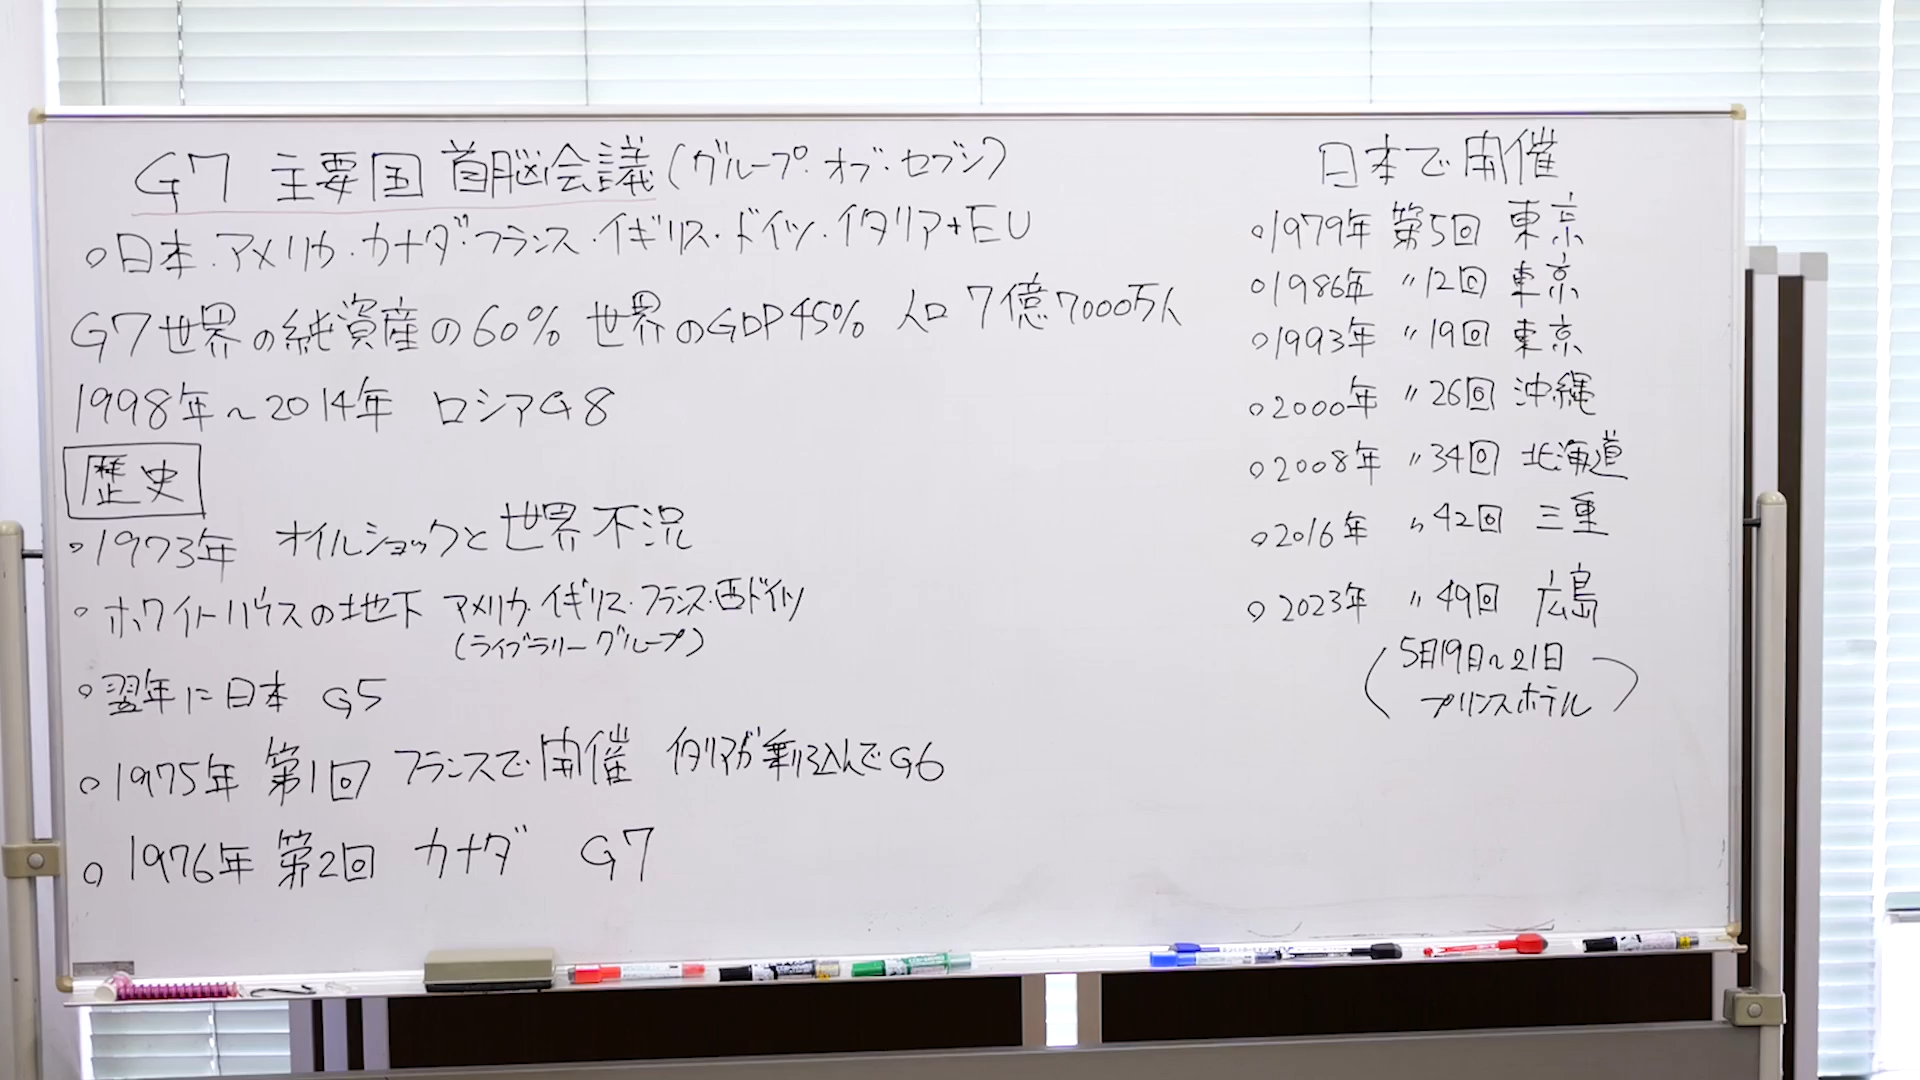 G7 主要国首脳会議(グループ・オブ・セブン)
○日本・アメリカ・カナダ・フランス・イギリス・ドイツ・イタリア+EU
G7世界の純資産の60% 世界のGDP45% 人口7億7000万人
1998年~2014年 ロシアG8
歴史
○1973年 オイルショックと世界不況
○ホワイトハウスの地下 アメリカ・イギリス・フランス・西ドイツ
(ライブラリーグループ)
○翌年に日本 G5
○1975年 第1回 フランスで開催 イタリアが乗り込んでG6
○1976年 第2回 カナダ G7
日本で開催
○1979年 第5回 東京
○1986年 〃12回 東京
○1993年 〃19回 東京
○2000年 〃26回 沖縄
○2008年 〃34回 北海道
○2016年 〃42回 三重
○2023年 〃49回 広島
(5月19日~21日
プリンスホテル)